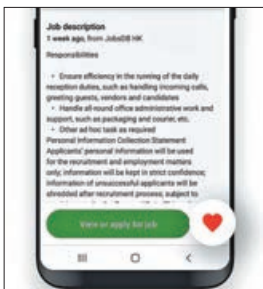 Job description
1 week ago, from JobsDB HK
Responsibilities
• Ensure efficiency in the running of the daily
reception duties, such as handling incoming calls,
greeting guests, vendors and candidates
• Handle all round office administrative work and
support, such as packaging and courier, etc.
• Other ad hoc task as required
Personal Information Collection Statement
Applicants' personal information will be used
for the recruitment and employment matters
only; information will be kept in strict confidence;
Information of unsuccessful applicants will be
shredded after recruitment process, subject to
View or apply for job